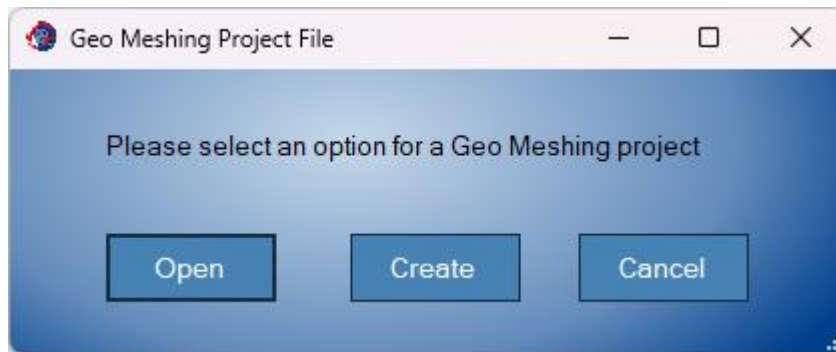 Geo Meshing Project File
Please select an option for a Geo Meshing project
Open
Create
Cancel